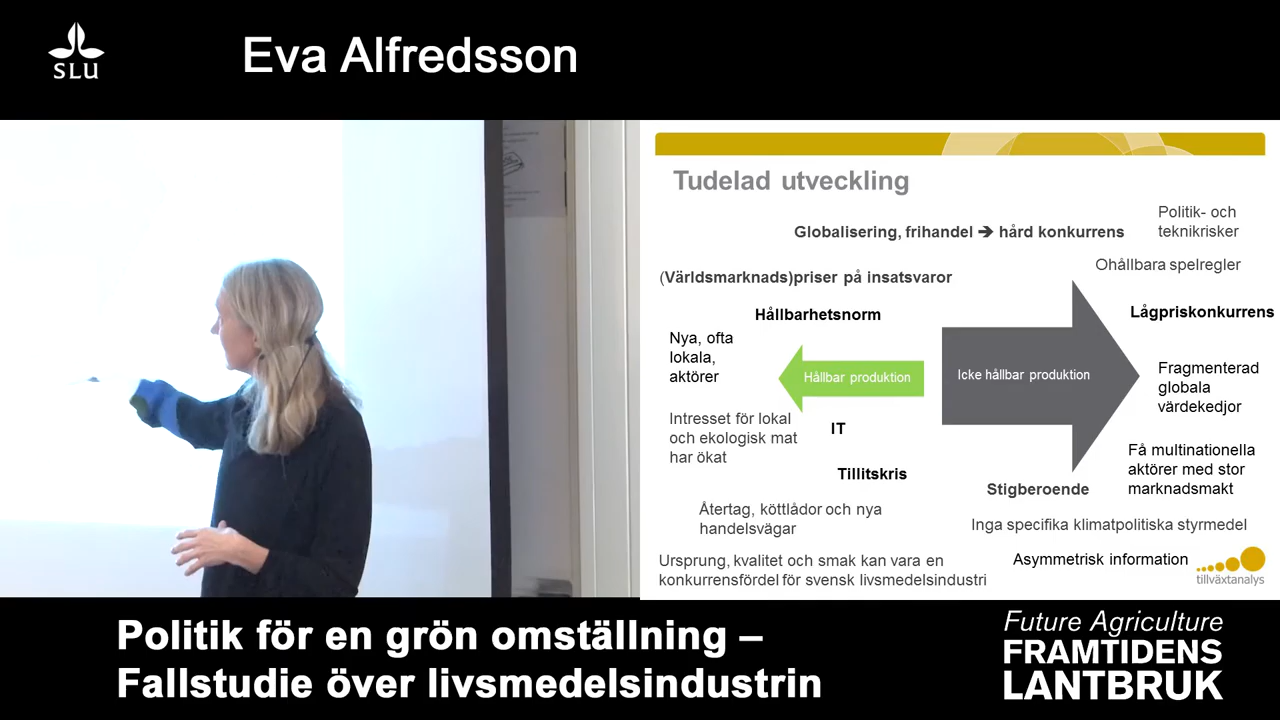 SLU
Eva Alfredsson
Tudelad utveckling
Politik- och
teknikrisker
Globalisering, frihandel ➔ hård konkurrens
Ohållbara spelregler
(Världsmarknads)priser på insatsvaror
Hållbarhetsnorm
Lågpriskonkurrens
Nya, ofta
lokala,
aktörer
Hållbar produktion
Icke hållbar produktion
Fragmenterad
globala
värdekedjor
Intresset för lokal
och ekologisk mat
har ökat
IT
Få multinationella
aktörer med stor
marknadsmakt
Tillitskris
Stigberoende
Återtag, köttlådor och nya
handelsvägar
Inga specifika klimatpolitiska styrmedel
Ursprung, kvalitet och smak kan vara en
konkurrensfördel för svensk livsmedelsindustri
Asymmetrisk information
tillväxtanalys
Politik för en grön omställning –
Fallstudie över livsmedelsindustrin
Future Agriculture
FRAMTIDENS
LANTBRUK